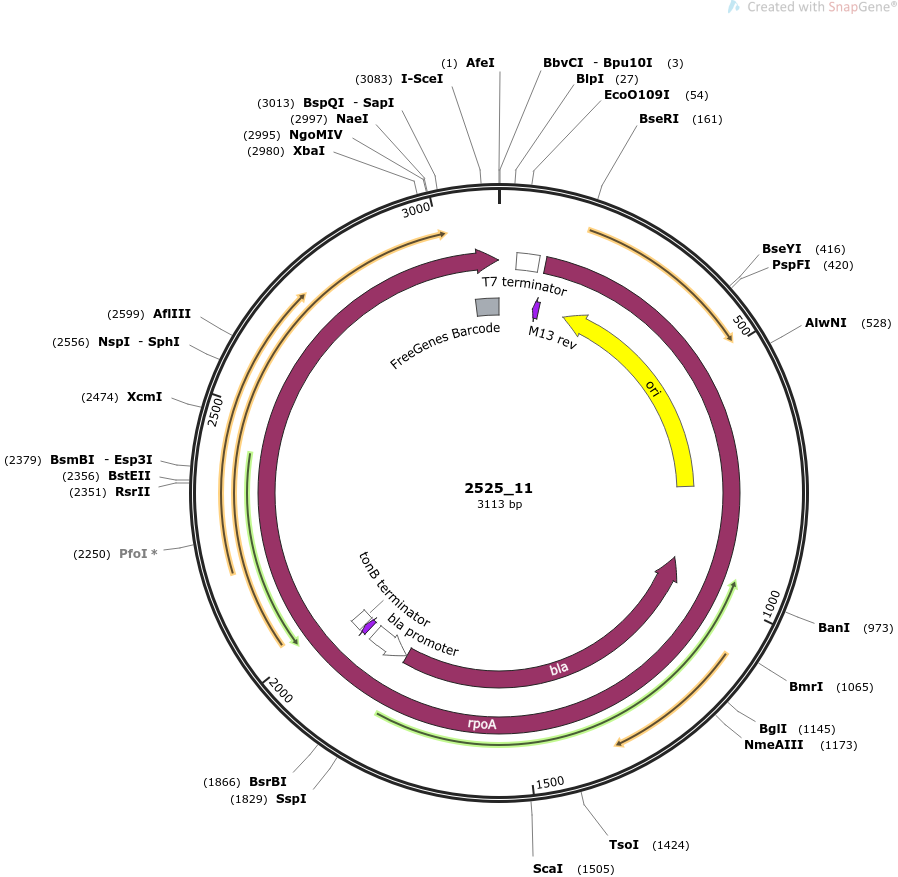 Created with SnapGene®
(1) AfeI
BbvCI - Bpu10I (3)
(3083) I-SceI
BlpI (27)
EcoO109I (54)
(3013) BspQI - SapI
(2997) NaeI
BseRI (161)
(2995) NgoMIV
(2980) XbaI
3000
BseYI (416)
PspFI (420)
T7 terminator
(2599) AflIII
FreeGenes Barcode
M13 rev
500
AlwNI (528)
(2556) NspI - SphI
ori
(2474) XcmI
2500
(2379) BsmBI - Esp3I
(2356) BstEII
(2351) RsrII
2525_11
3113 bp
(2250) PfoI *
tonB terminator
bla promoter
1000
BanI (973)
bla
BmrI (1065)
2000
rpoA
BglI (1145)
NmeAIII (1173)
(1866) BsrBI
1500
(1829) SspI
TsoI (1424)
ScaI (1505)